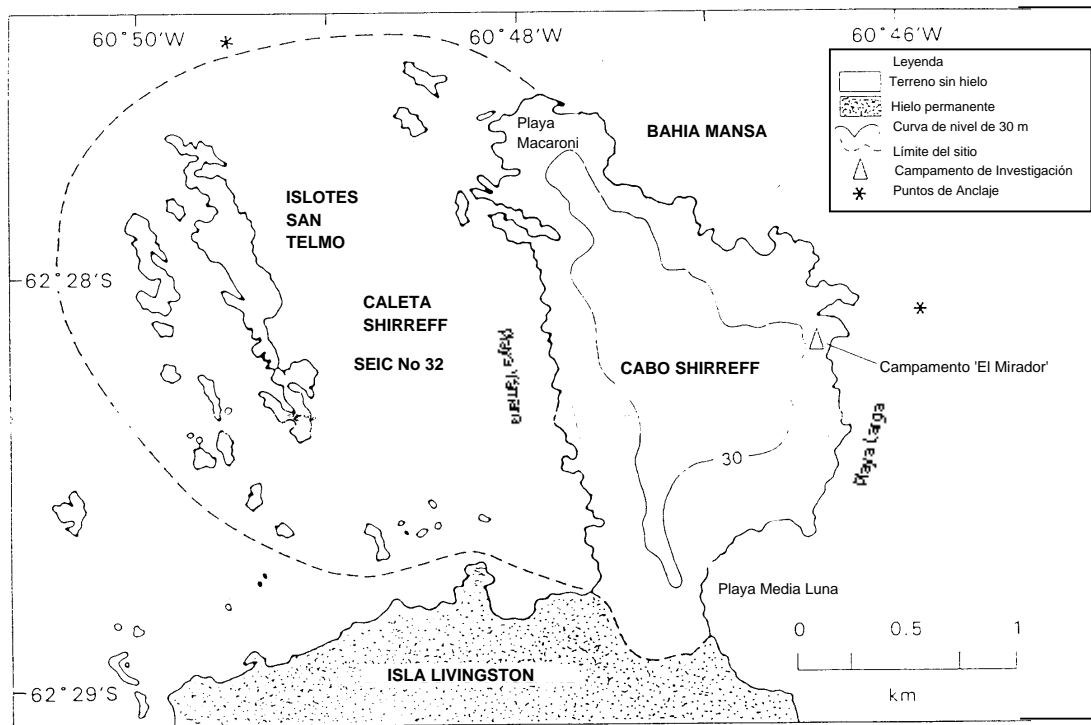 60°50'W
60°48'W
60°46'W
Leyenda
Terreno sin hielo
Hielo permanente
Curva de nivel de 30 m
Límite del sitio
Campamento de Investigación
Puntos de Anclaje
Playa
Macaroni
BAHIA MANSA
ISLOTES
SAN
TELMO
62°28'S
CALETA
SHIRREFF
SEIC No 32
CABO SHIRREFF
Campamento 'El Mirador'
Playa Larga
30
Playa Media Luna
0 0.5 1
km
ISLA LIVINGSTON
62°29'S